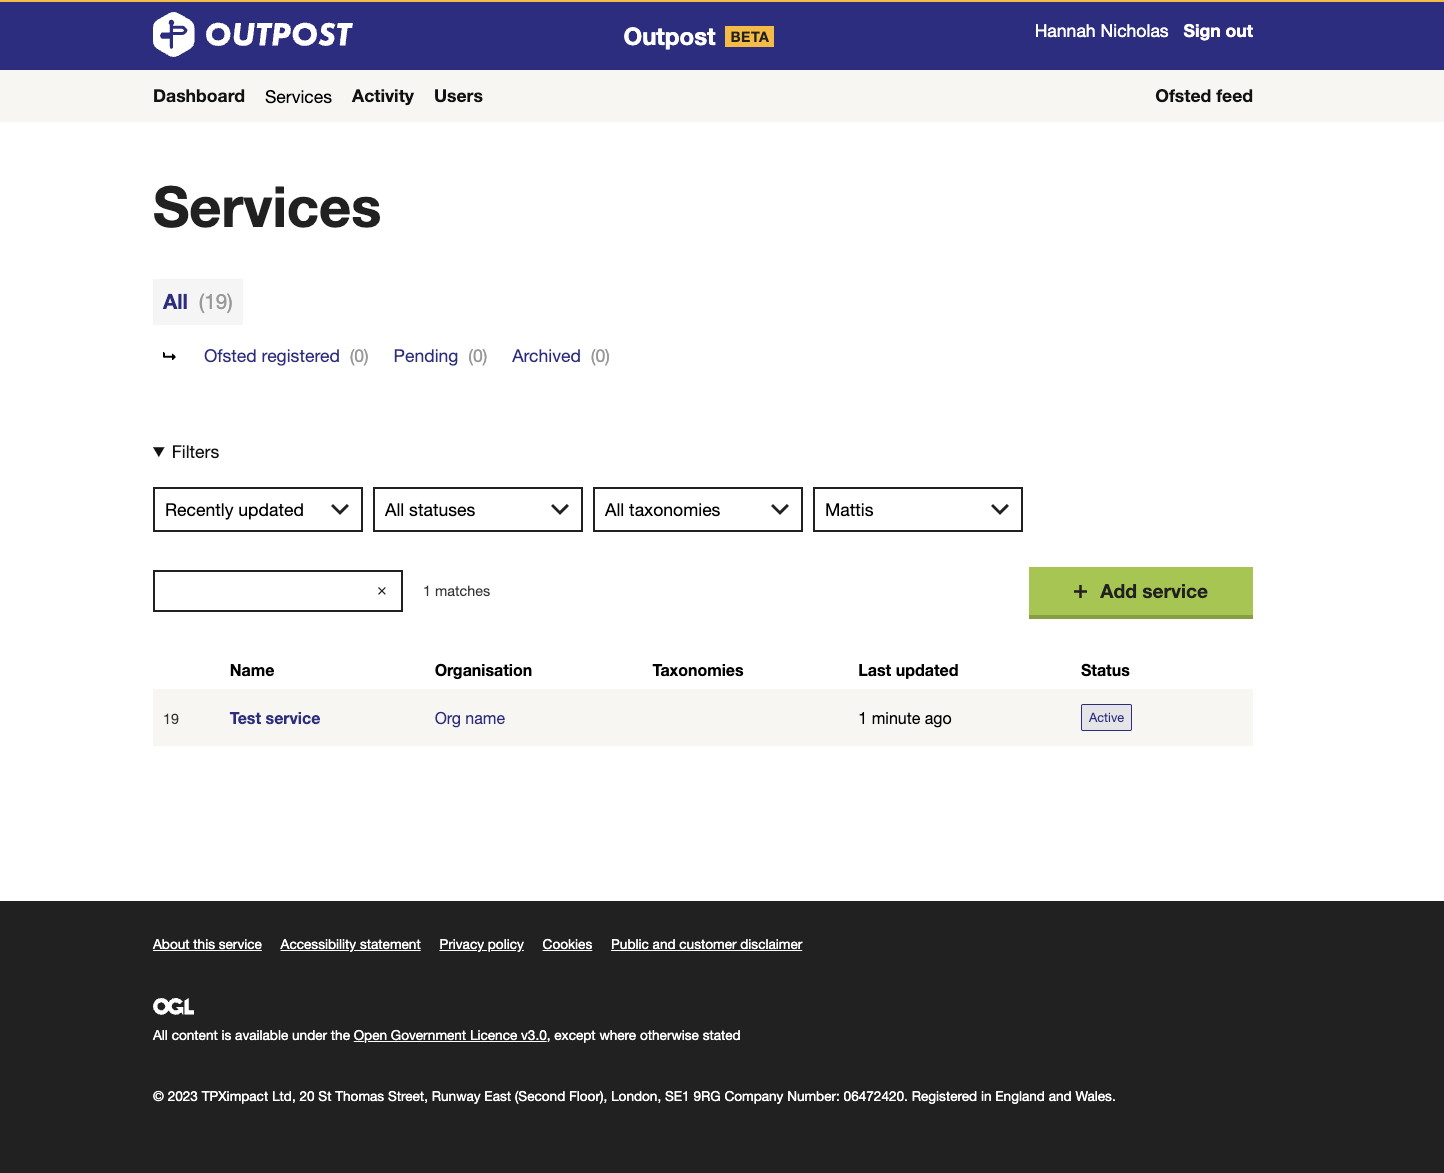 OUTPOST
Outpost BETA
Hannah Nicholas Sign out
Dashboard Services Activity Users Ofsted feed
Services
All (19)
Ofsted registered (0) Pending (0) Archived (0)
Filters
Recently updated All statuses All taxonomies Mattis
× 1 matches + Add service
Name Organisation Taxonomies Last updated Status
19 Test service Org name 1 minute ago Active
About this service Accessibility statement Privacy policy Cookies Public and customer disclaimer
OGL
All content is available under the Open Government Licence v3.0, except where otherwise stated
© 2023 TPXimpact Ltd, 20 St Thomas Street, Runway East (Second Floor), London, SE1 9RG Company Number: 06472420. Registered in England and Wales.